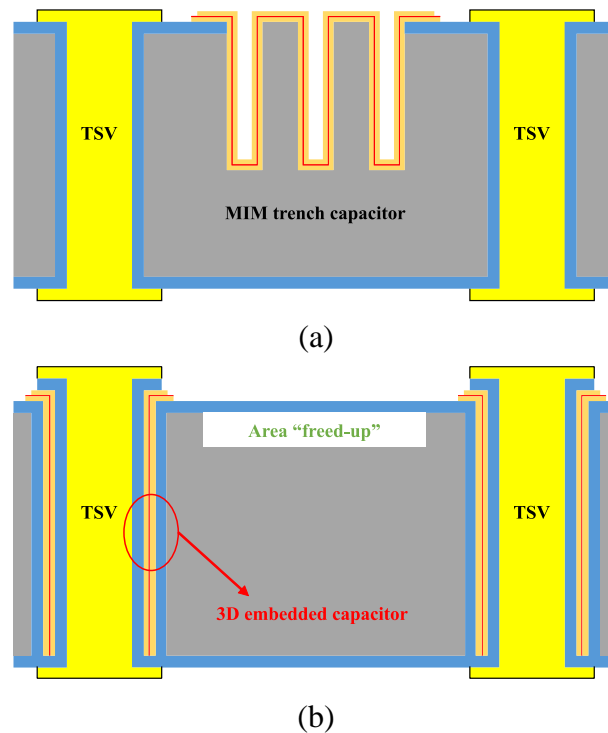 TSV
TSV
MIM trench capacitor
(a)
Area “freed-up”
TSV
TSV
3D embedded capacitor
(b)